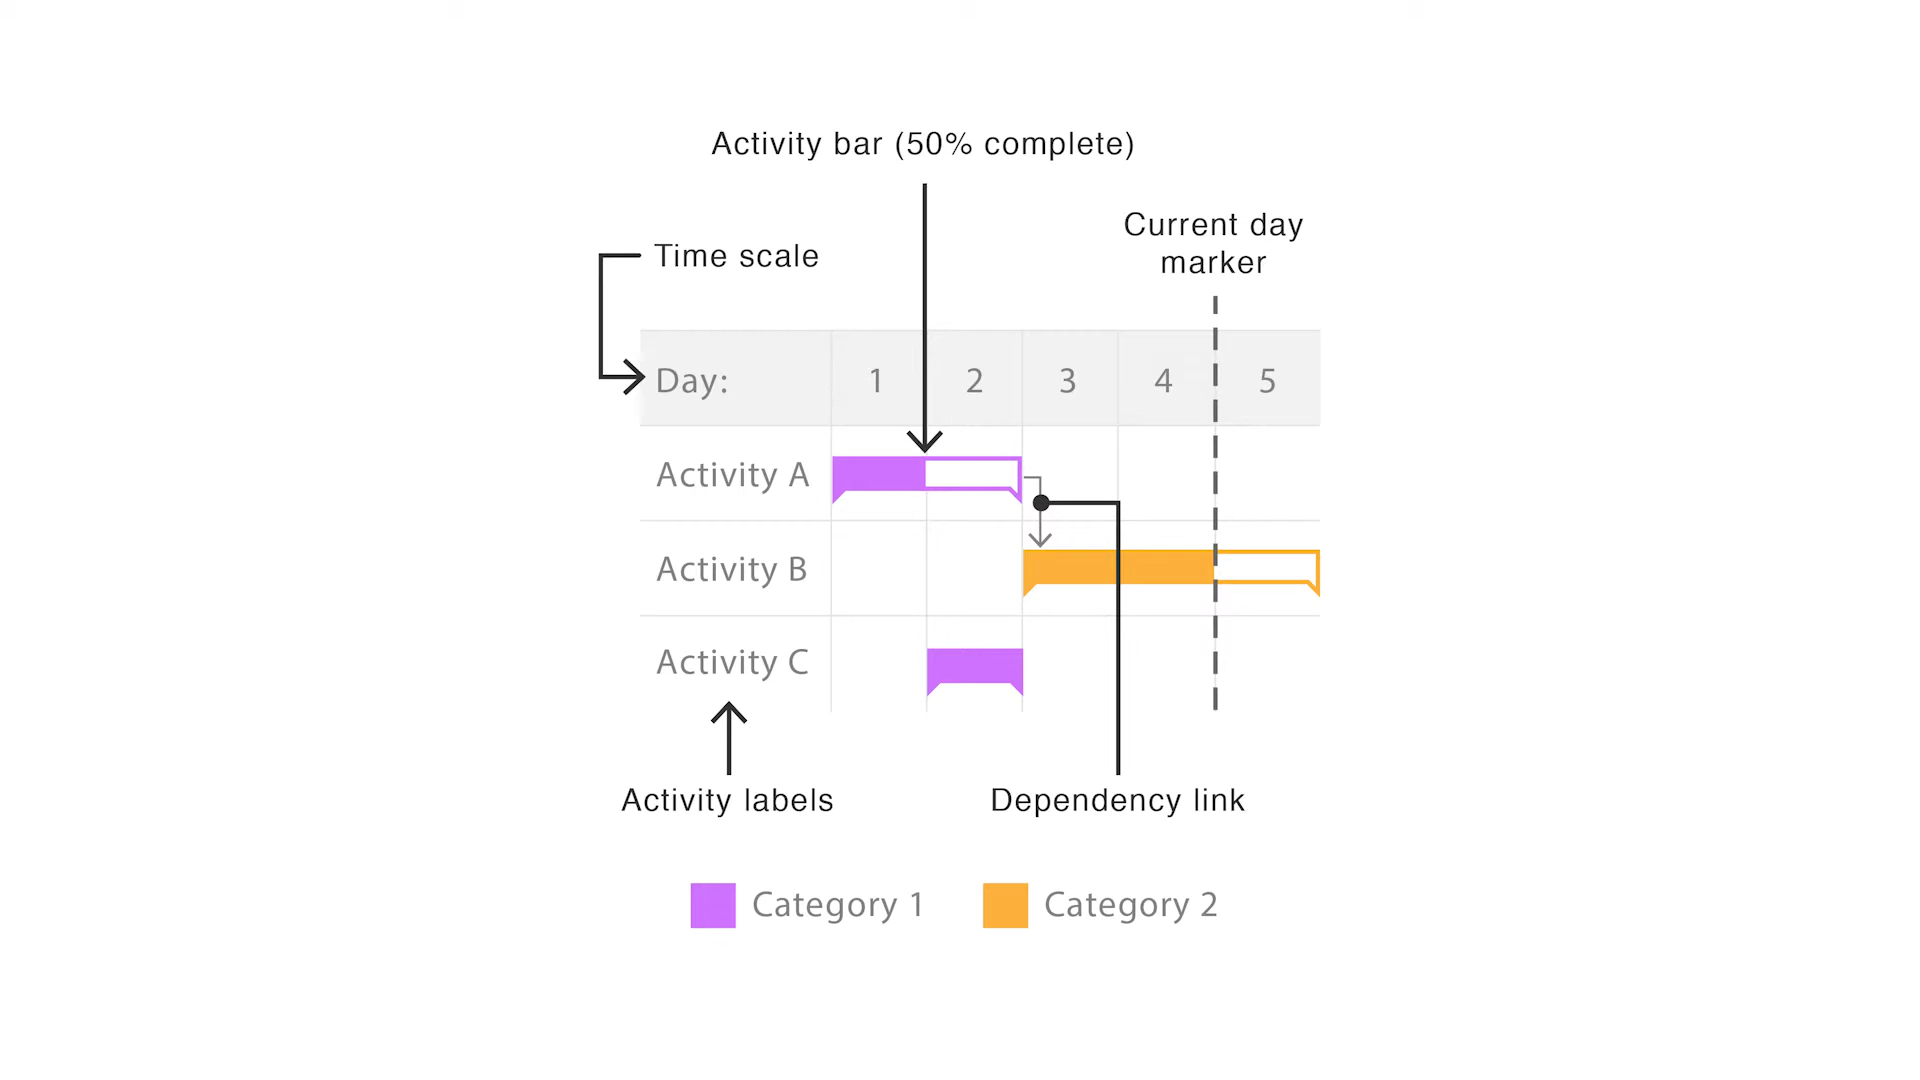 Activity bar (50% complete)
Current day
marker
Time scale
Day: 1 2 3 4 5
Activity A
Activity B
Activity C
Activity labels
Dependency link
Category 1
Category 2